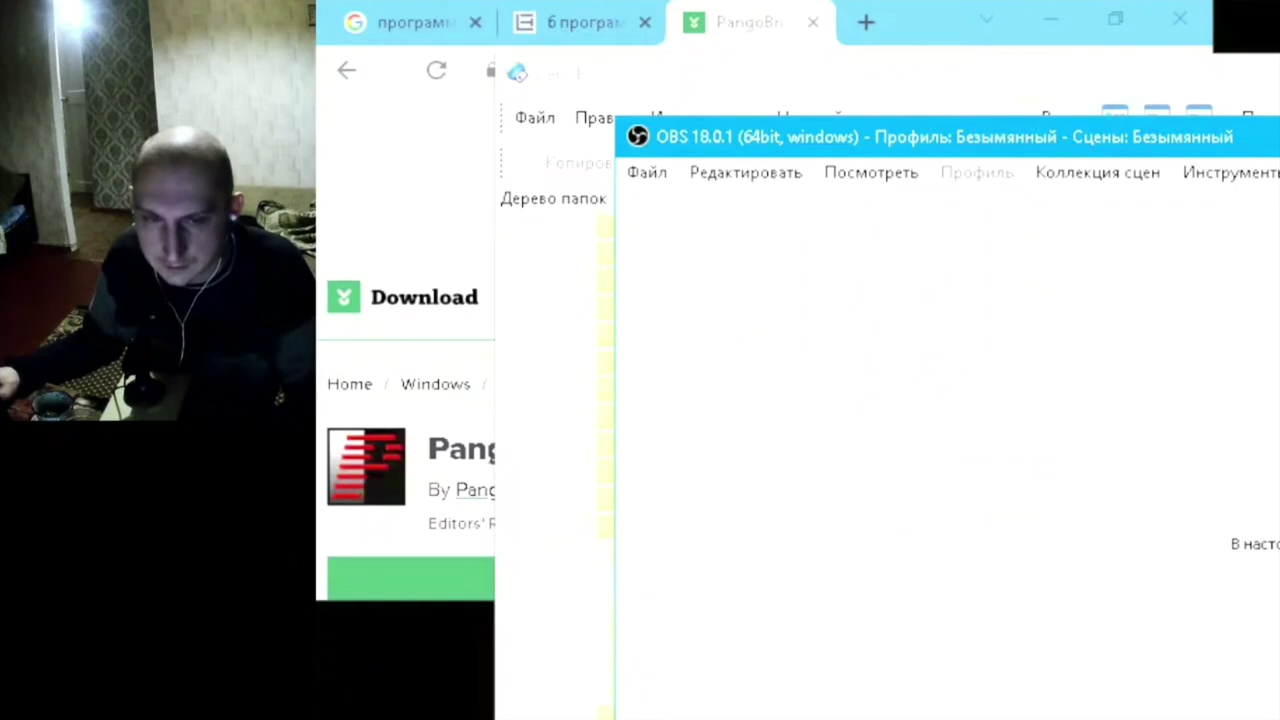 програм
6 програм
PangoBri
Файл
Прав
OBS 18.0.1 (64bit, windows) - Профиль: Безымянный - Сцены: Безымянный
Копиров
Файл Редактировать Посмотреть Профиль Коллекция сцен Инструменты
Дерево папок
Download
Home / Windows /
Pang
By Pang
Editors' R
В насто